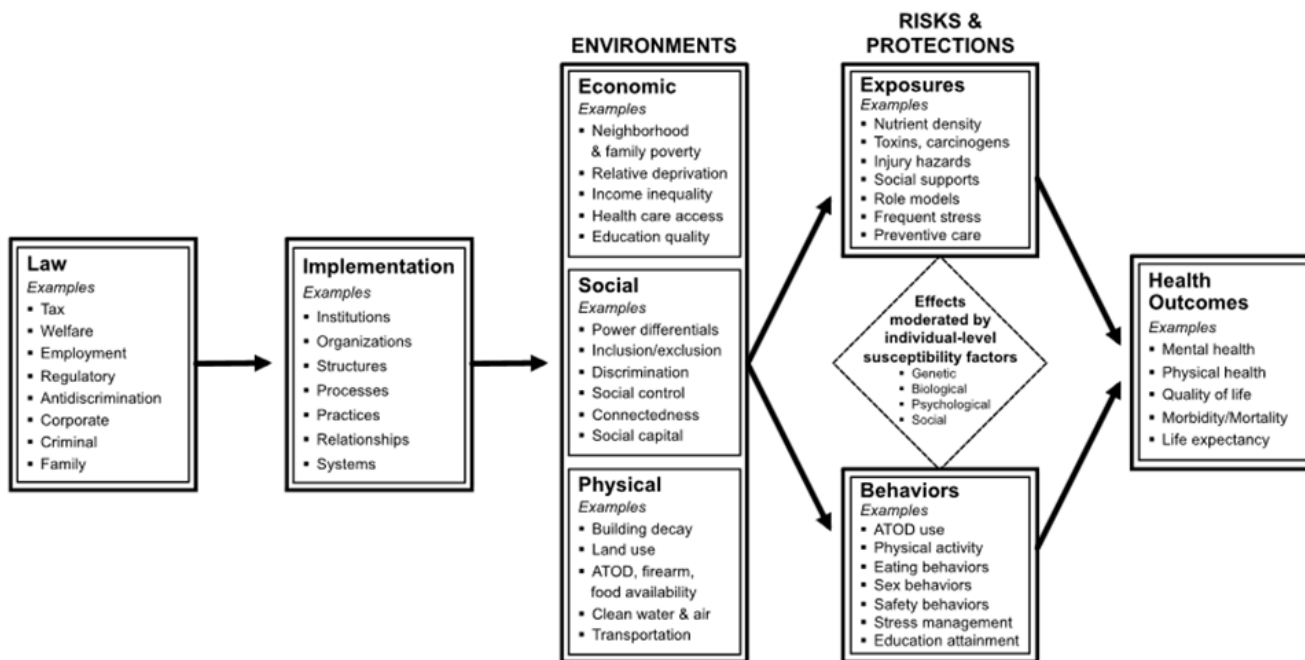 Law
Examples
▪ Tax
▪ Welfare
▪ Employment
▪ Regulatory
▪ Antidiscrimination
▪ Corporate
▪ Criminal
▪ Family
Implementation
Examples
▪ Institutions
▪ Organizations
▪ Structures
▪ Processes
▪ Practices
▪ Relationships
▪ Systems
ENVIRONMENTS
Economic
Examples
▪ Neighborhood
& family poverty
▪ Relative deprivation
▪ Income inequality
▪ Health care access
▪ Education quality
Social
Examples
▪ Power differentials
▪ Inclusion/exclusion
▪ Discrimination
▪ Social control
▪ Connectedness
▪ Social capital
Physical
Examples
▪ Building decay
▪ Land use
▪ ATOD, firearm,
food availability
▪ Clean water & air
▪ Transportation
RISKS &
PROTECTIONS
Exposures
Examples
▪ Nutrient density
▪ Toxins, carcinogens
▪ Injury hazards
▪ Social supports
▪ Role models
▪ Frequent stress
▪ Preventive care
Effects
moderated by
individual-level
susceptibility factors
▪ Genetic
▪ Biological
▪ Psychological
▪ Social
Behaviors
Examples
▪ ATOD use
▪ Physical activity
▪ Eating behaviors
▪ Sex behaviors
▪ Safety behaviors
▪ Stress management
▪ Education attainment
Health
Outcomes
Examples
▪ Mental health
▪ Physical health
▪ Quality of life
▪ Morbidity/Mortality
▪ Life expectancy